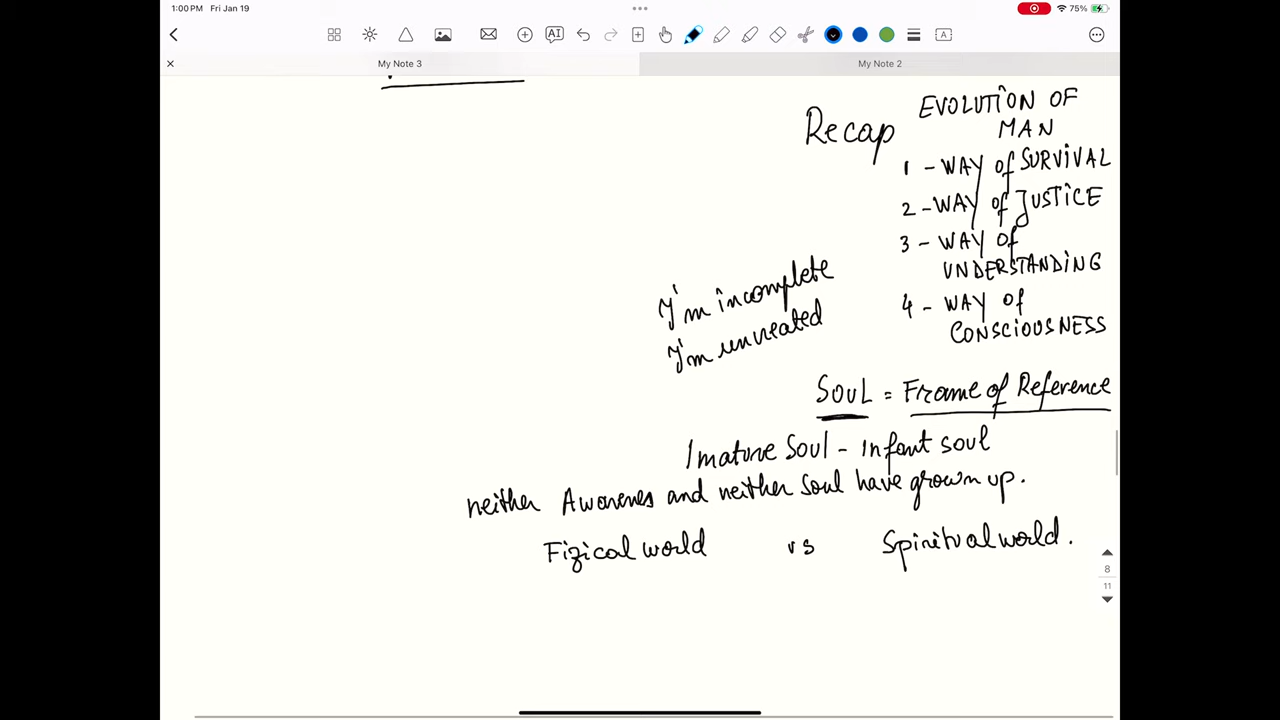 1:00 PM Fri Jan 19
75%
AI
A
My Note 3
My Note 2
Recap
EVOLUTION OF
MAN
1 - WAY of SURVIVAL
2 - WAY of JUSTICE
3 - WAY of
UNDERSTANDING
4 - WAY of
CONSCIOUSNESS
I'm incomplete
I'm uncreated
SOUL = Frame of Reference
Imature Soul - Infant soul
neither Awarenes and neither Soul have grown up.
Fizical world vs Spiritual world.
8
11